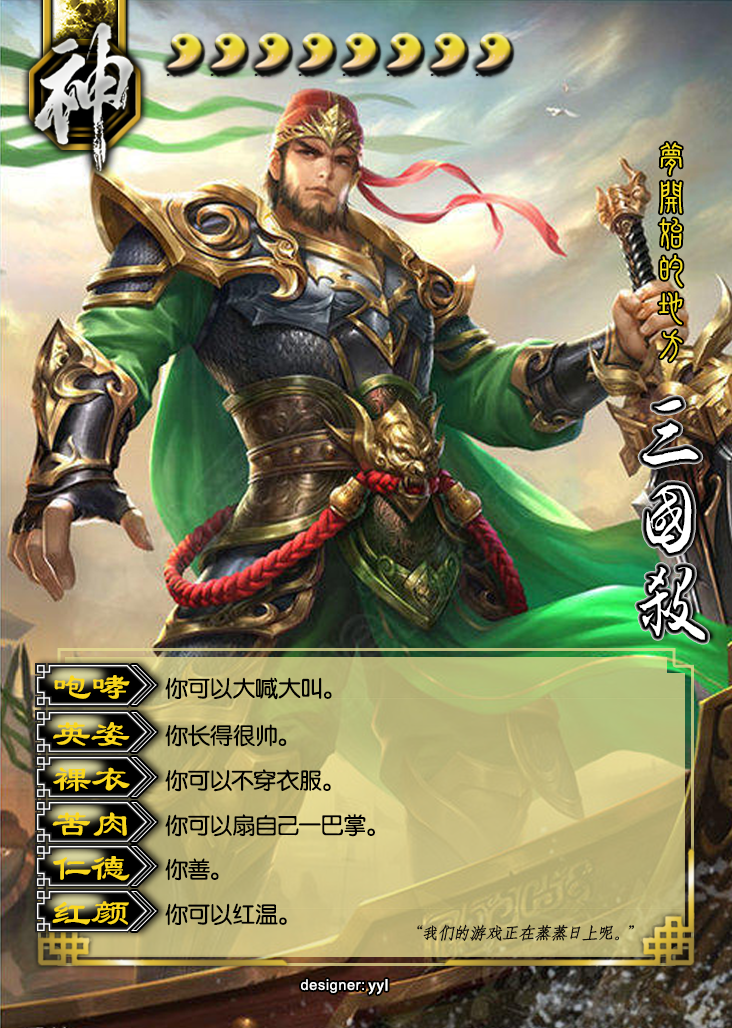 神
夢開始的地方
三國殺
咆哮 你可以大喊大叫。
英姿 你长得很帅。
裸衣 你可以不穿衣服。
苦肉 你可以扇自己一巴掌。
仁德 你善。
红颜 你可以红温。
“我们的游戏正在蒸蒸日上呢。”
designer: yyl